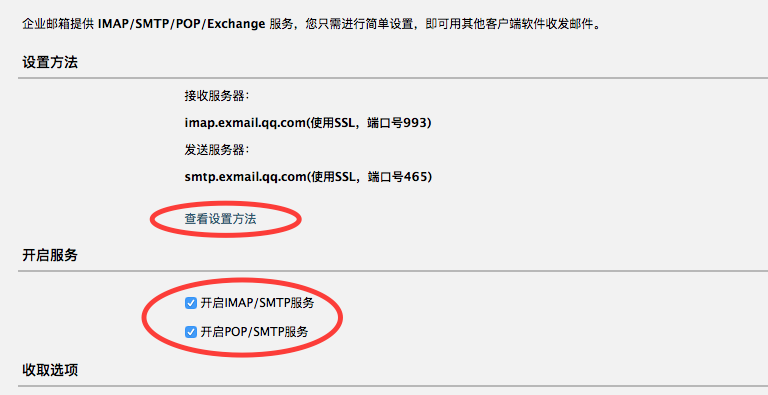 企业邮箱提供 IMAP/SMTP/POP/Exchange 服务，您只需进行简单设置，即可用其他客户端软件收发邮件。
设置方法
接收服务器：
imap.exmail.qq.com(使用SSL，端口号993)
发送服务器：
smtp.exmail.qq.com(使用SSL，端口号465)
查看设置方法
开启服务
开启IMAP/SMTP服务
开启POP/SMTP服务
收取选项